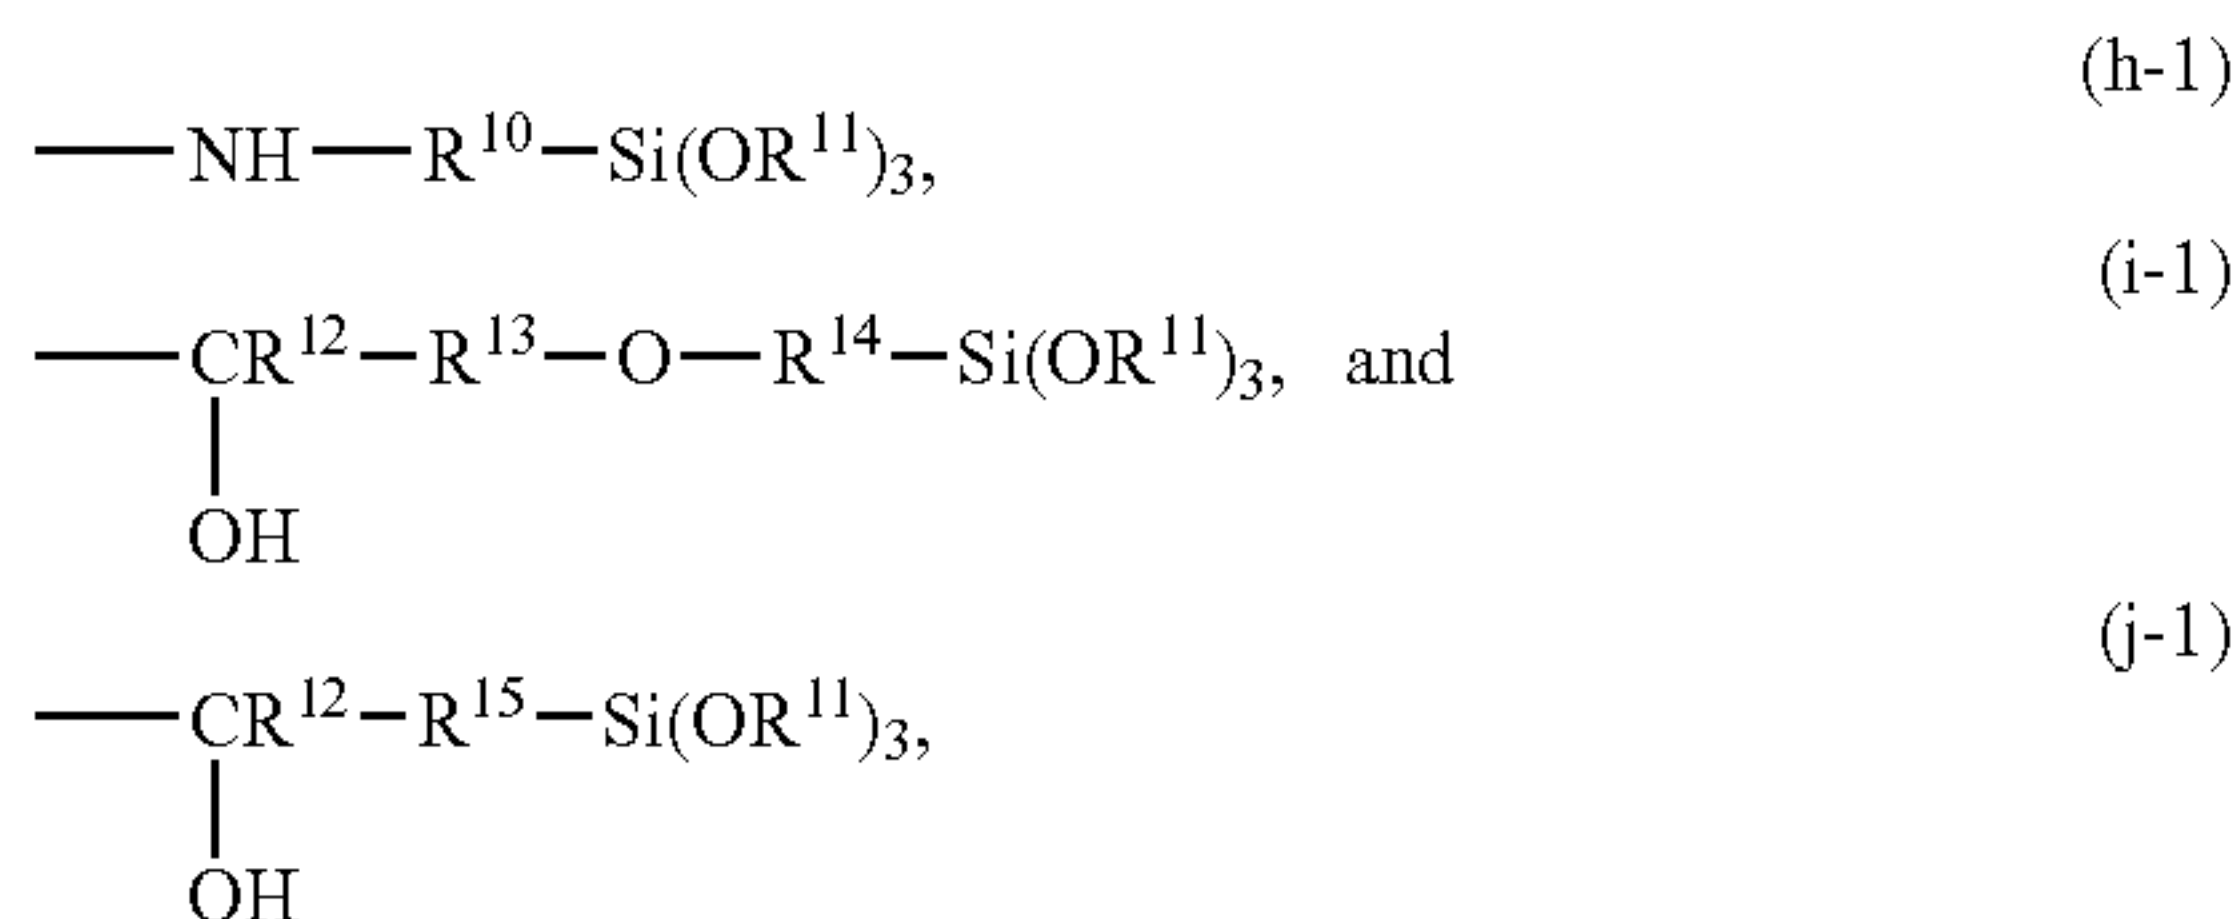 (h-1)
—NH—R¹⁰—Si(OR¹¹)₃,
(i-1)
—CR¹²—R¹³—O—R¹⁴—Si(OR¹¹)₃, and
OH
(j-1)
—CR¹²—R¹⁵—Si(OR¹¹)₃,
OH